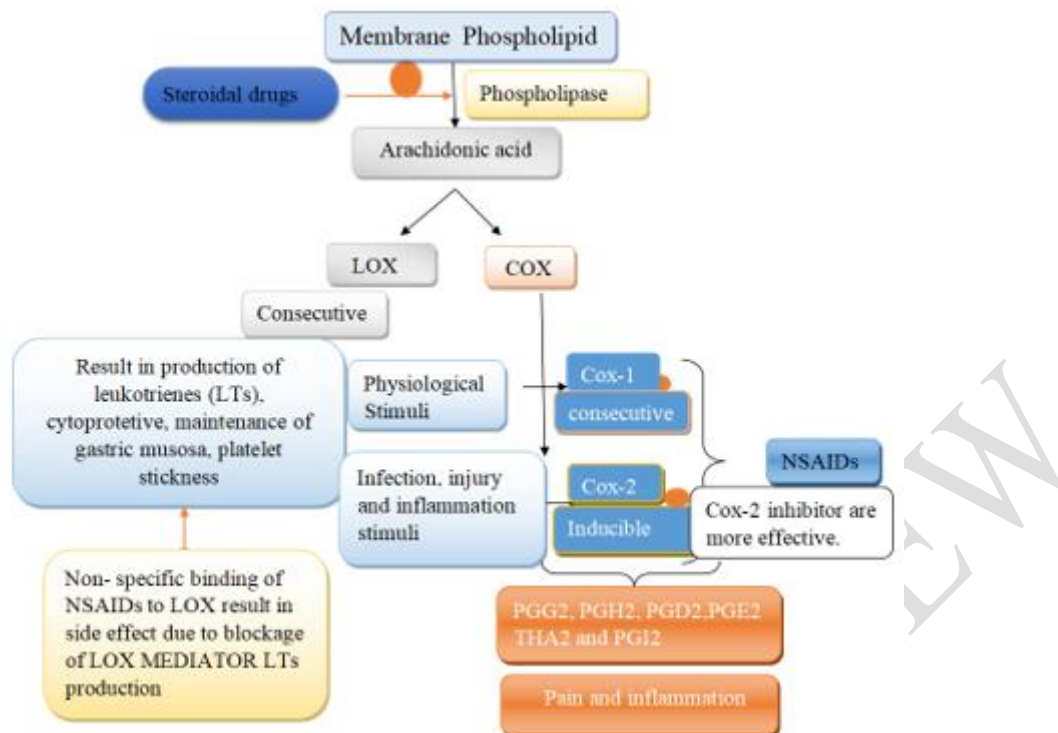 Membrane Phospholipid
Steroidal drugs
Phospholipase
Arachidonic acid
LOX
COX
Consecutive
Result in production of
leukotrienes (LTs),
cytoprotetive, maintenance of
gastric musosa, platelet
stickness
Physiological
Stimuli
Cox-1
consecutive
NSAIDs
Infection, injury
and inflammation
stimuli
Cox-2
Inducible
Cox-2 inhibitor are
more effective.
Non- specific binding of
NSAIDs to LOX result in
side effect due to blockage
of LOX MEDIATOR LTs
production
PGG2, PGH2, PGD2,PGE2
THA2 and PGI2
Pain and inflammation
EW